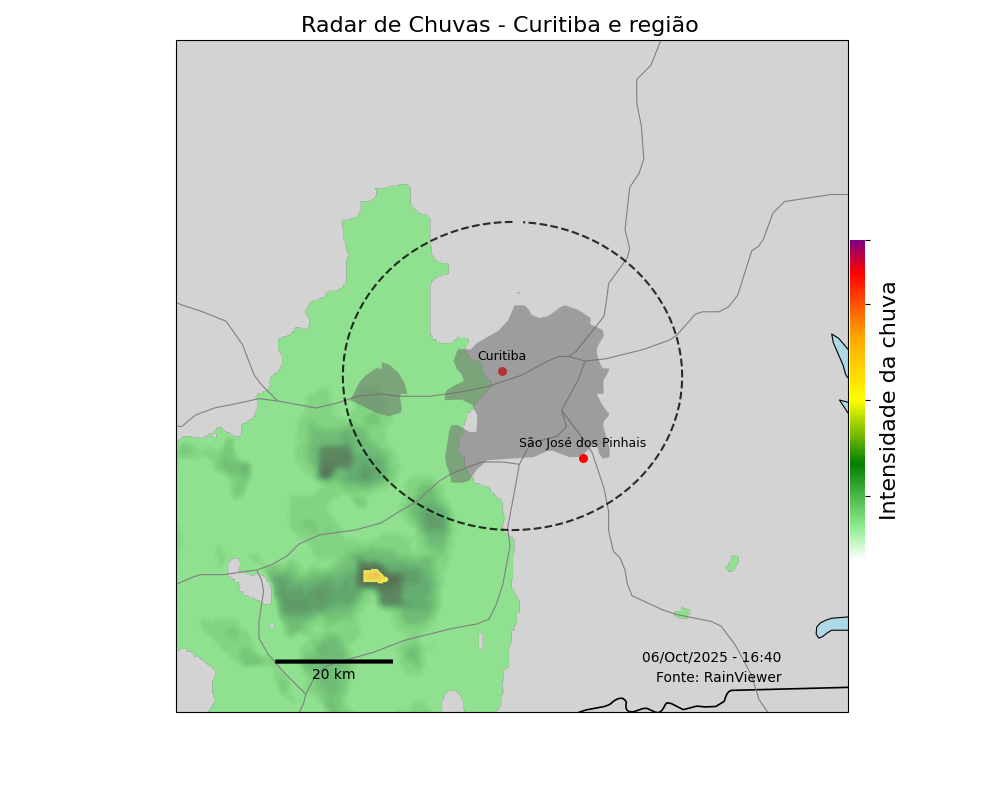 Radar de Chuvas - Curitiba e região
Curitiba
São José dos Pinhais
Intensidade da chuva
06/Oct/2025 - 16:40
Fonte: RainViewer
20 km